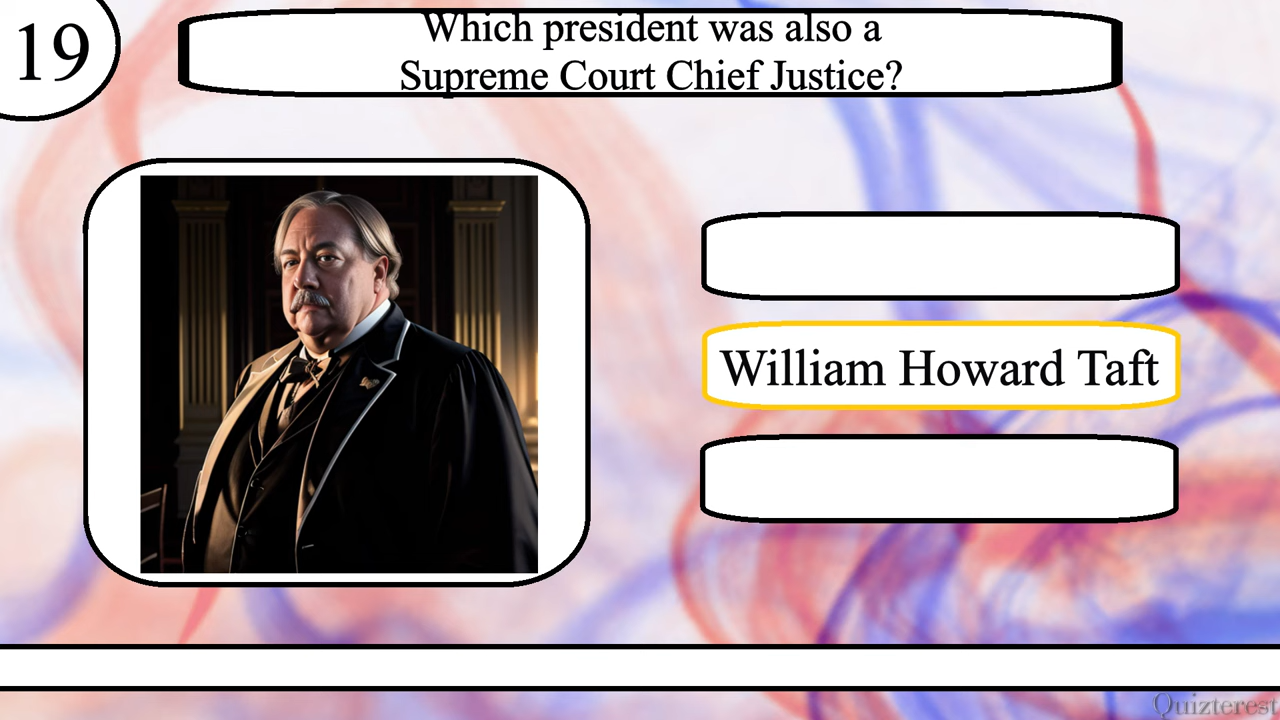 19
Which president was also a
Supreme Court Chief Justice?
William Howard Taft
Quizterest